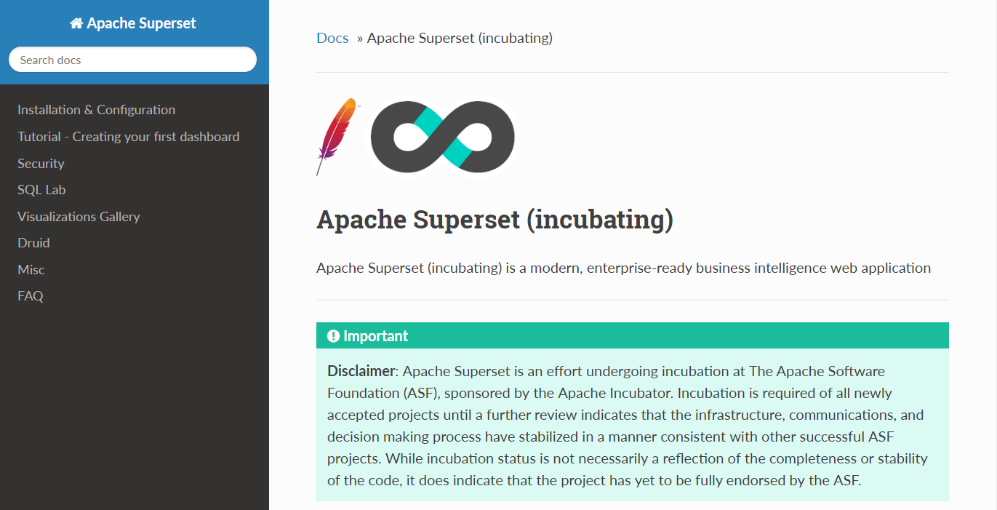 Apache Superset
Search docs
Installation & Configuration
Tutorial - Creating your first dashboard
Security
SQL Lab
Visualizations Gallery
Druid
Misc
FAQ
Docs » Apache Superset (incubating)
Apache Superset (incubating)
Apache Superset (incubating) is a modern, enterprise-ready business intelligence web application
Important
Disclaimer: Apache Superset is an effort undergoing incubation at The Apache Software
Foundation (ASF), sponsored by the Apache Incubator. Incubation is required of all newly
accepted projects until a further review indicates that the infrastructure, communications, and
decision making process have stabilized in a manner consistent with other successful ASF
projects. While incubation status is not necessarily a reflection of the completeness or stability
of the code, it does indicate that the project has yet to be fully endorsed by the ASF.